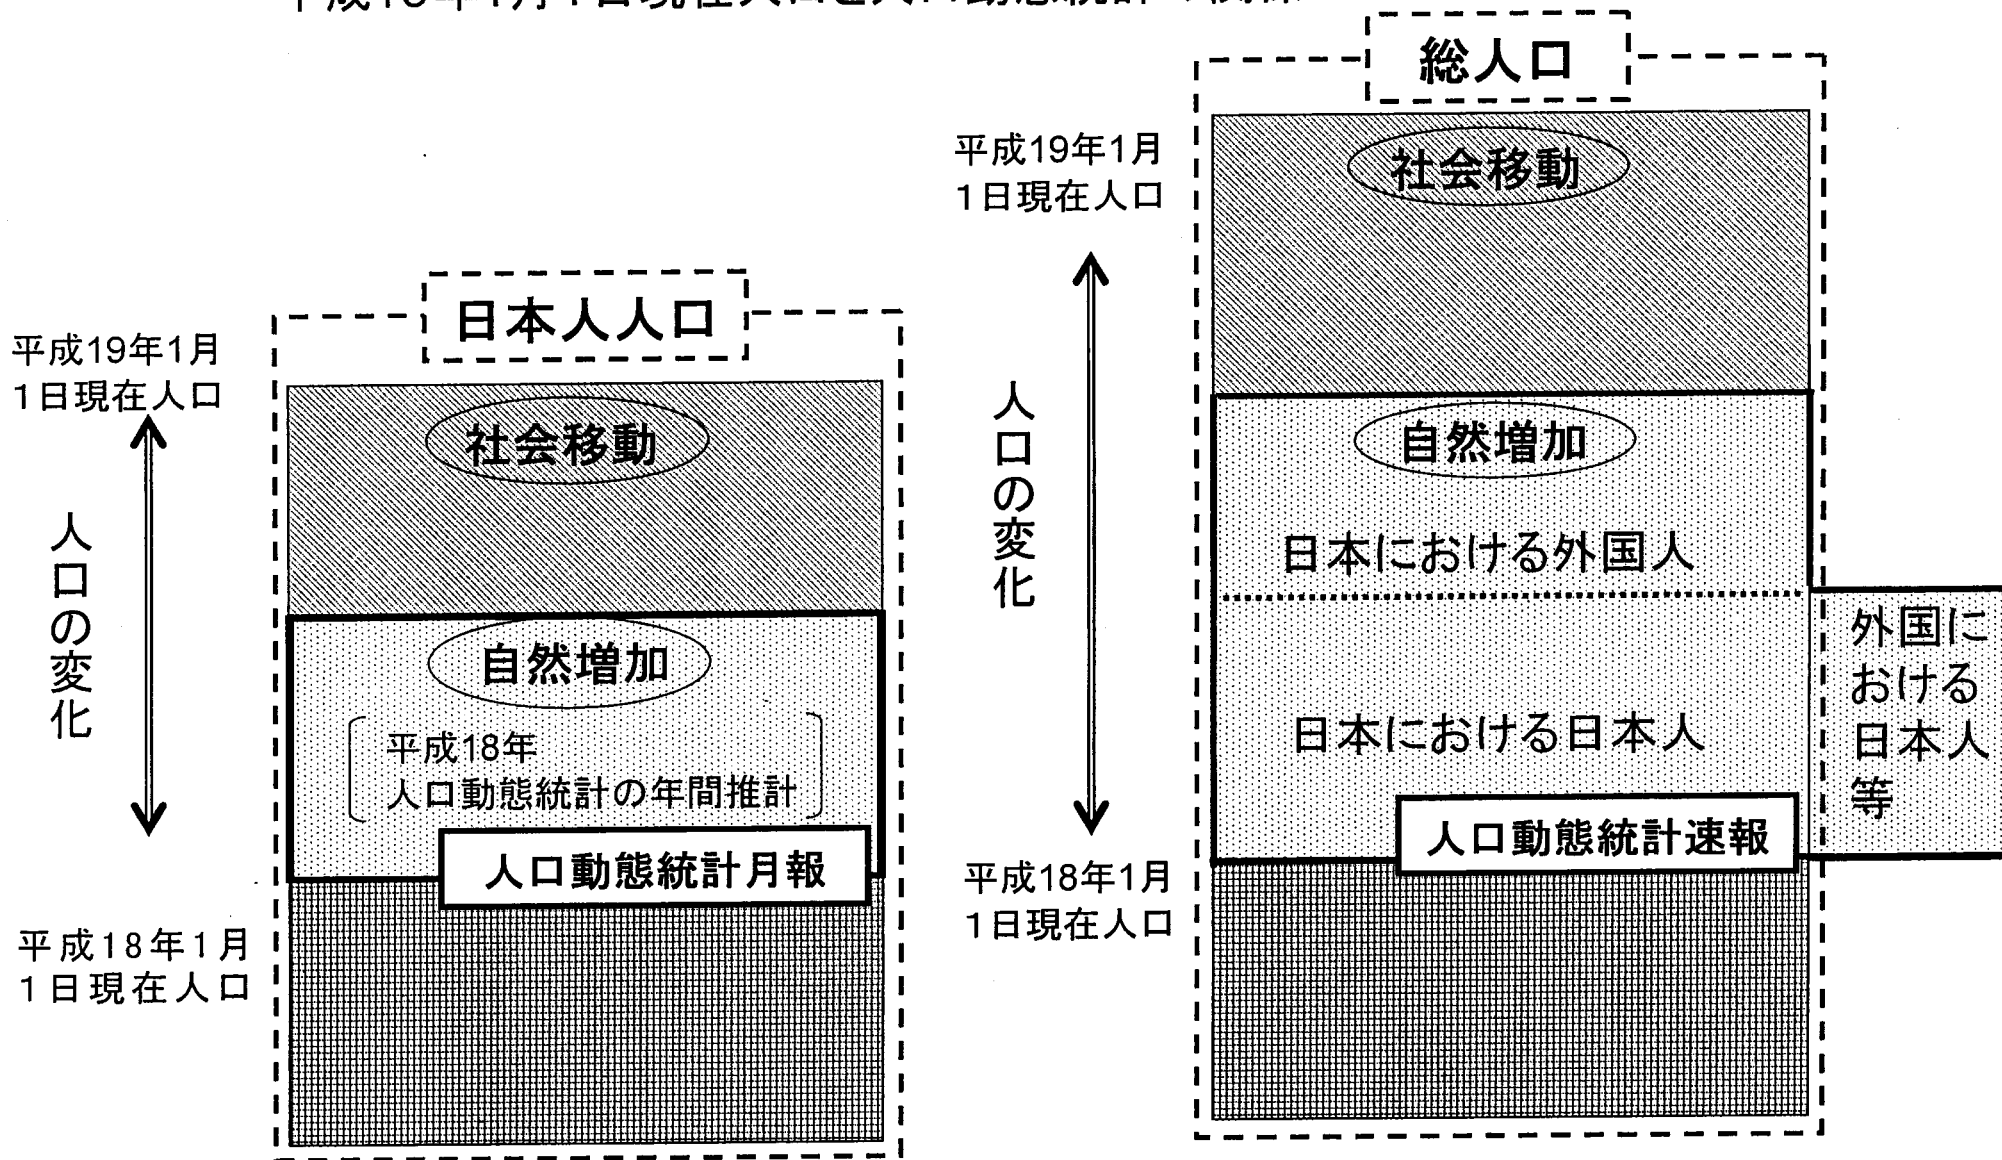 総人口
平成19年1月
1日現在人口
社会移動
人口の変化
自然増加
日本における外国人
日本における日本人
外国に
おける
日本人
等
人口動態統計速報
平成18年1月
1日現在人口
日本人人口
平成19年1月
1日現在人口
社会移動
人口の変化
自然増加
平成18年
人口動態統計の年間推計
人口動態統計月報
平成18年1月
1日現在人口